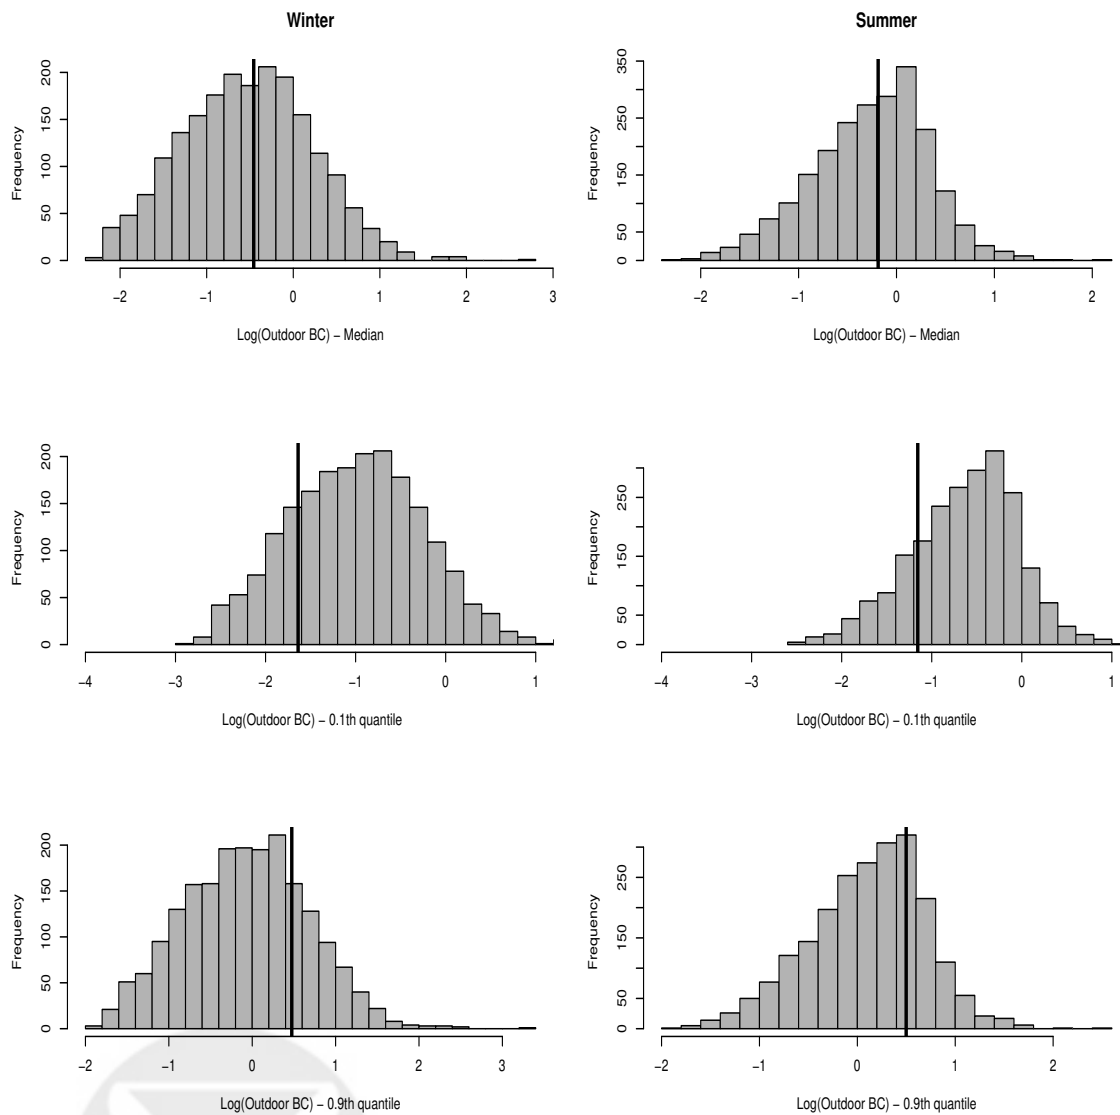 Winter
Summer
Frequency
0 50 100 150 200
−2 −1 0 1 2 3
Log(Outdoor BC) − Median
Frequency
0 50 150 250 350
−2 −1 0 1 2
Log(Outdoor BC) − Median
Frequency
0 50 100 150 200
−4 −3 −2 −1 0 1
Log(Outdoor BC) − 0.1th quantile
Frequency
0 50 150 250
−4 −3 −2 −1 0 1
Log(Outdoor BC) − 0.1th quantile
Frequency
0 50 100 150 200
−2 −1 0 1 2 3
Log(Outdoor BC) − 0.9th quantile
Frequency
0 50 150 250
−2 −1 0 1 2
Log(Outdoor BC) − 0.9th quantile